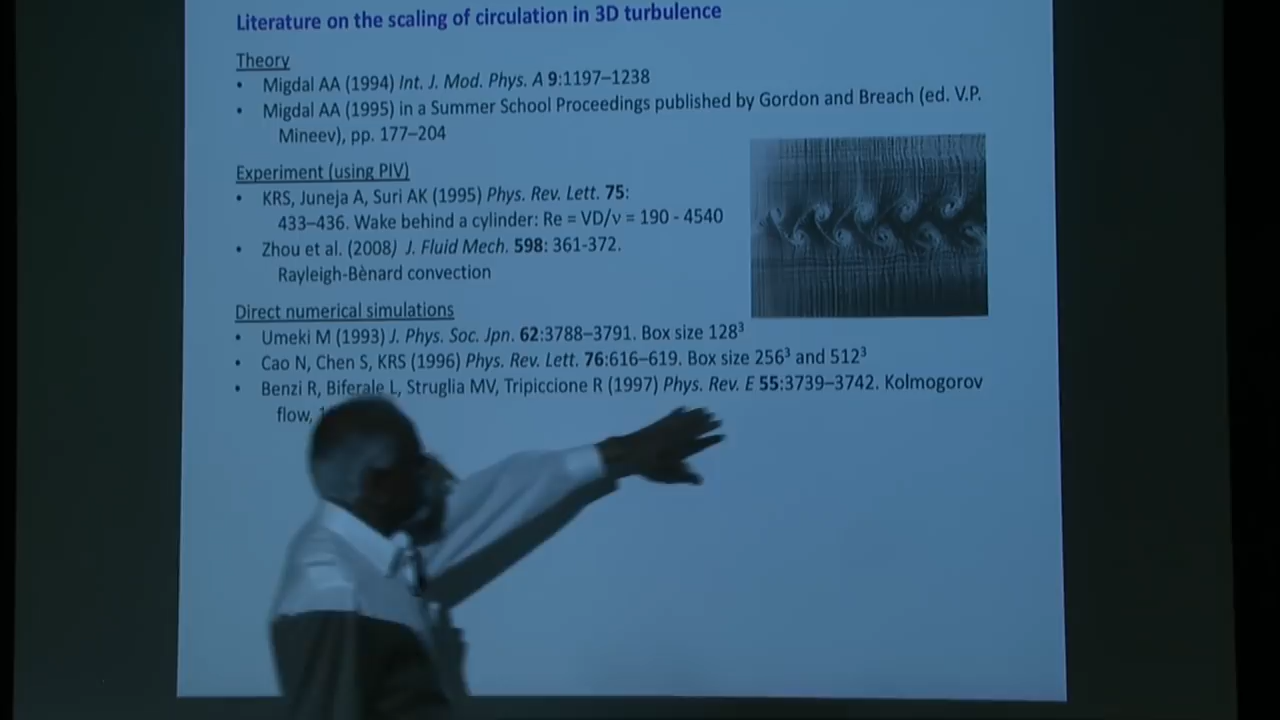 Literature on the scaling of circulation in 3D turbulence
Theory
• Migdal AA (1994) Int. J. Mod. Phys. A 9:1197–1238
• Migdal AA (1995) in a Summer School Proceedings published by Gordon and Breach (ed. V.P.
Mineev), pp. 177–204
Experiment (using PIV)
• KRS, Juneja A, Suri AK (1995) Phys. Rev. Lett. 75:
433–436. Wake behind a cylinder: Re = VD/ν = 190 - 4540
• Zhou et al. (2008) J. Fluid Mech. 598: 361-372.
Rayleigh-Bènard convection
Direct numerical simulations
• Umeki M (1993) J. Phys. Soc. Jpn. 62:3788–3791. Box size 128³
• Cao N, Chen S, KRS (1996) Phys. Rev. Lett. 76:616–619. Box size 256³ and 512³
• Benzi R, Biferale L, Struglia MV, Tripiccione R (1997) Phys. Rev. E 55:3739–3742. Kolmogorov
flow,